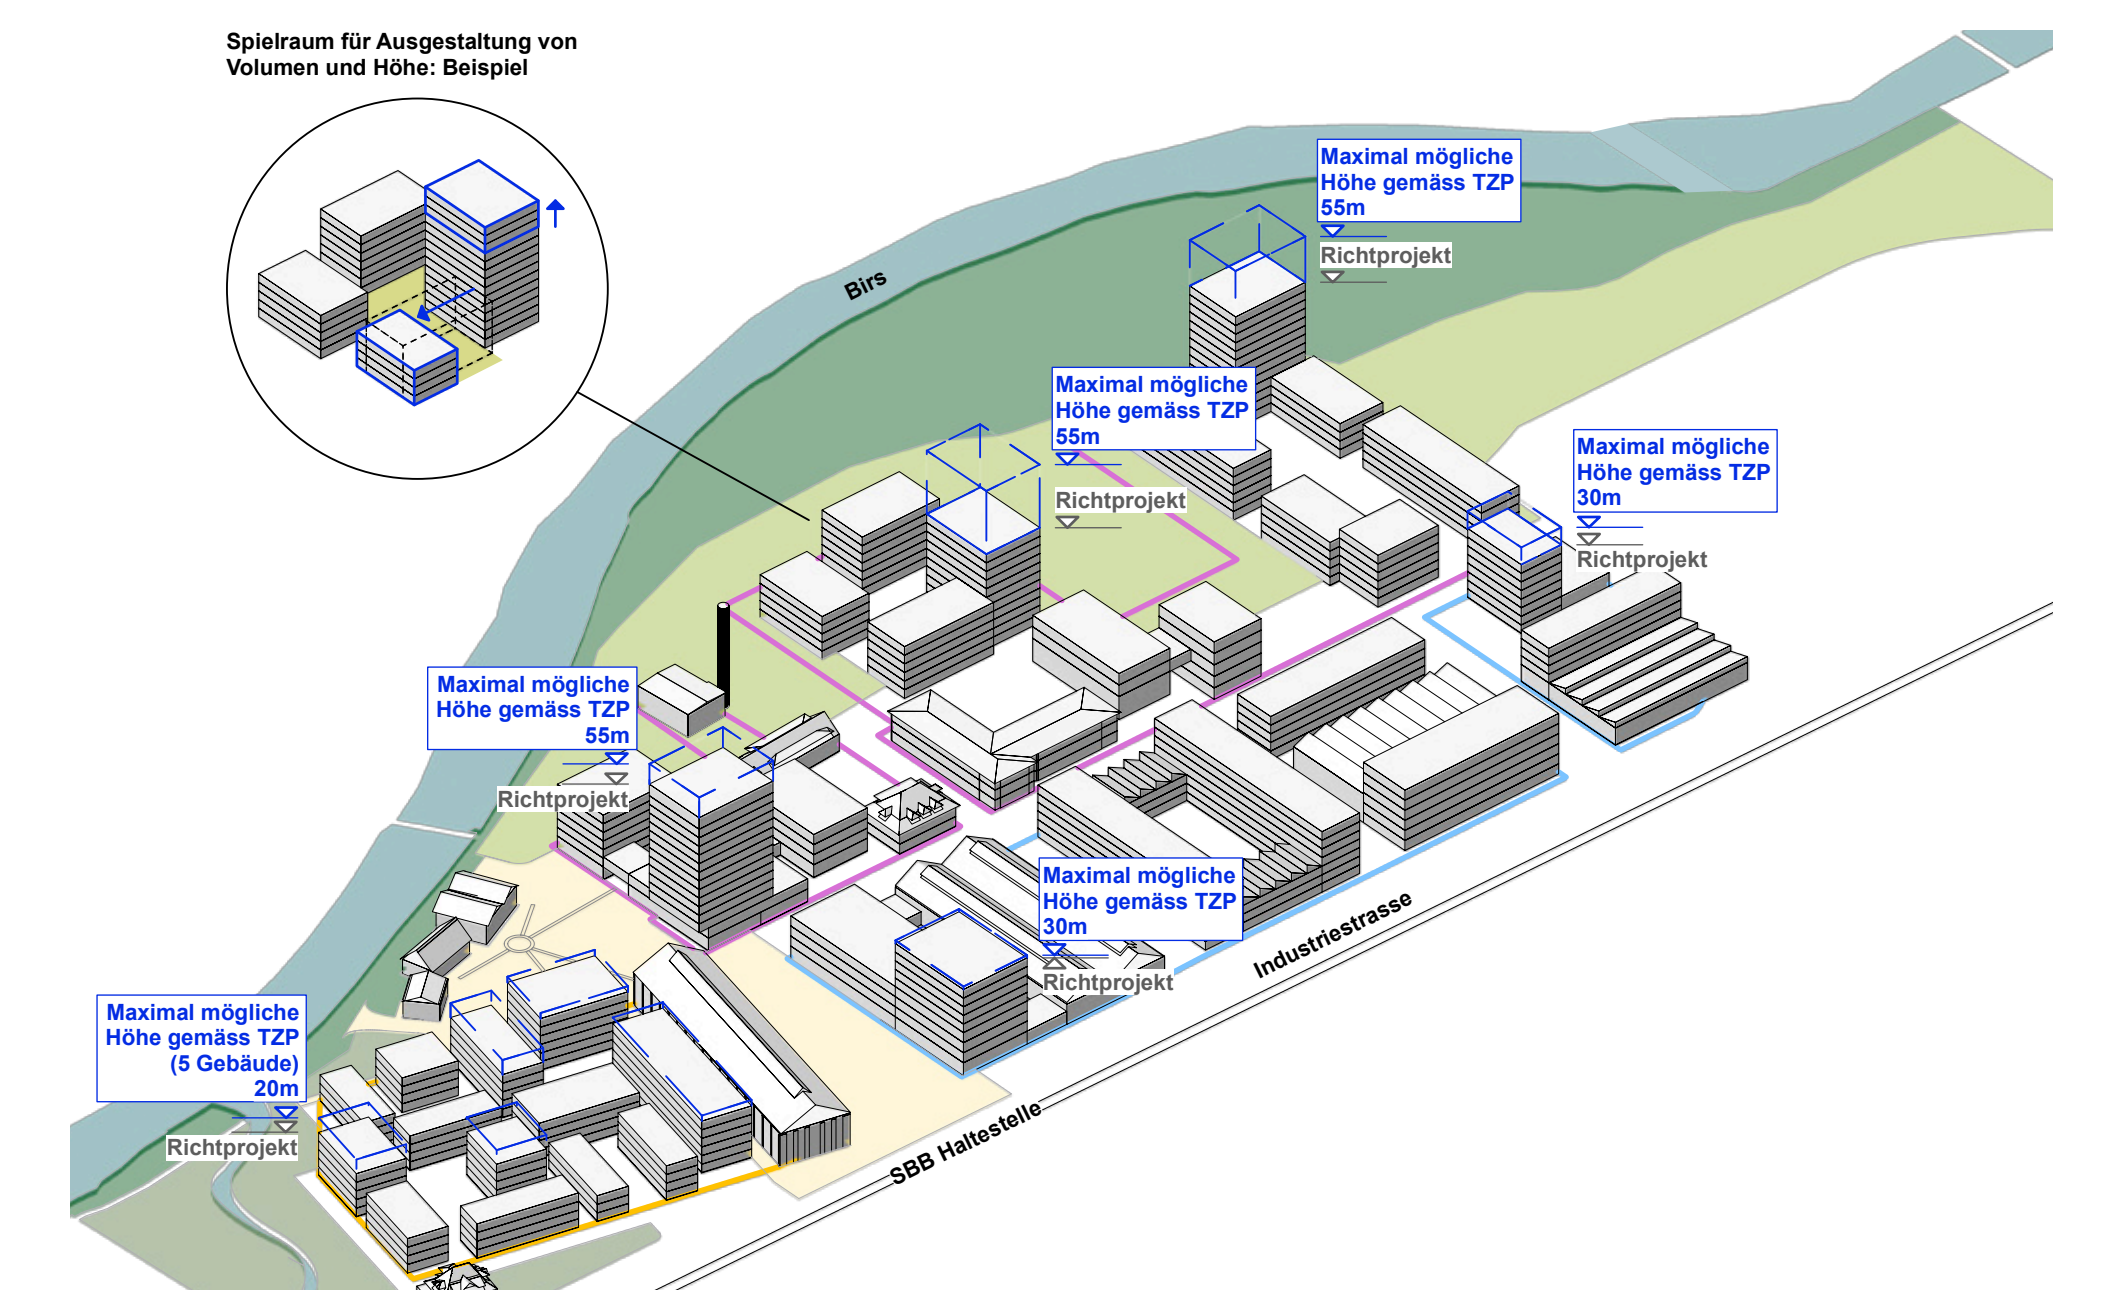 Spielraum für Ausgestaltung von
Volumen und Höhe: Beispiel
Maximal mögliche
Höhe gemäss TZP
55m
Richtprojekt
Birs
Maximal mögliche
Höhe gemäss TZP
55m
Richtprojekt
Maximal mögliche
Höhe gemäss TZP
30m
Richtprojekt
Maximal mögliche
Höhe gemäss TZP
55m
Richtprojekt
Maximal mögliche
Höhe gemäss TZP
30m
Richtprojekt
Industriestrasse
Maximal mögliche
Höhe gemäss TZP
(5 Gebäude)
20m
Richtprojekt
SBB Haltestelle